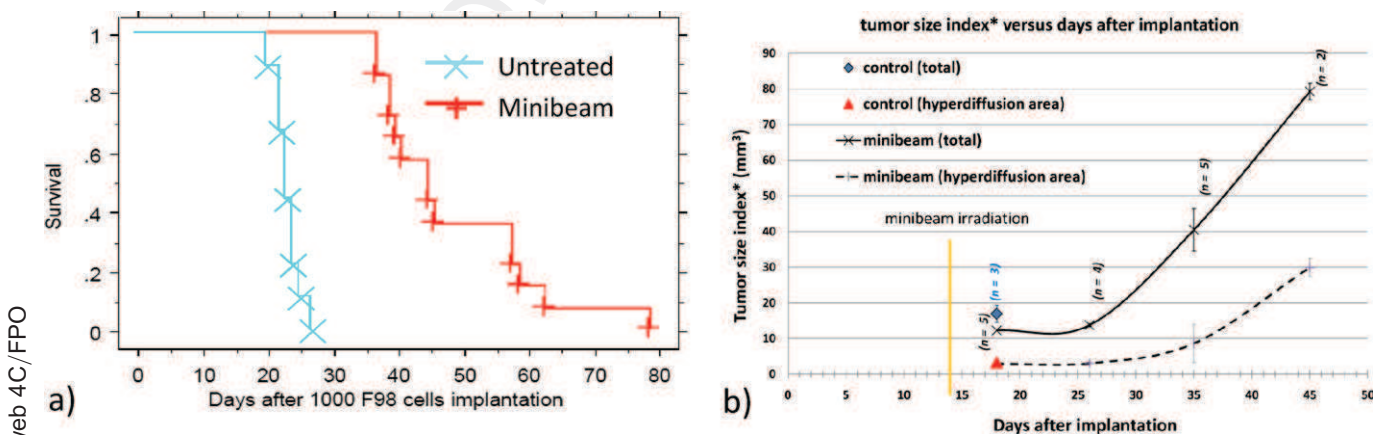 web 4C/FPO
1
.8
.6
.4
.2
0
Survival
Untreated
Minibeam
0 10 20 30 40 50 60 70 80
Days after 1000 F98 cells implantation
a)
tumor size index* versus days after implantation
90
80
70
60
50
40
30
20
10
0
Tumor size index* (mm³)
control (total)
control (hyperdiffusion area)
minibeam (total)
minibeam (hyperdiffusion area)
minibeam irradiation
(n = 3)
(n = 5)
(n = 4)
(n = 5)
(n = 2)
0 5 10 15 20 25 30 35 40 45 50
Days after implantation
b)